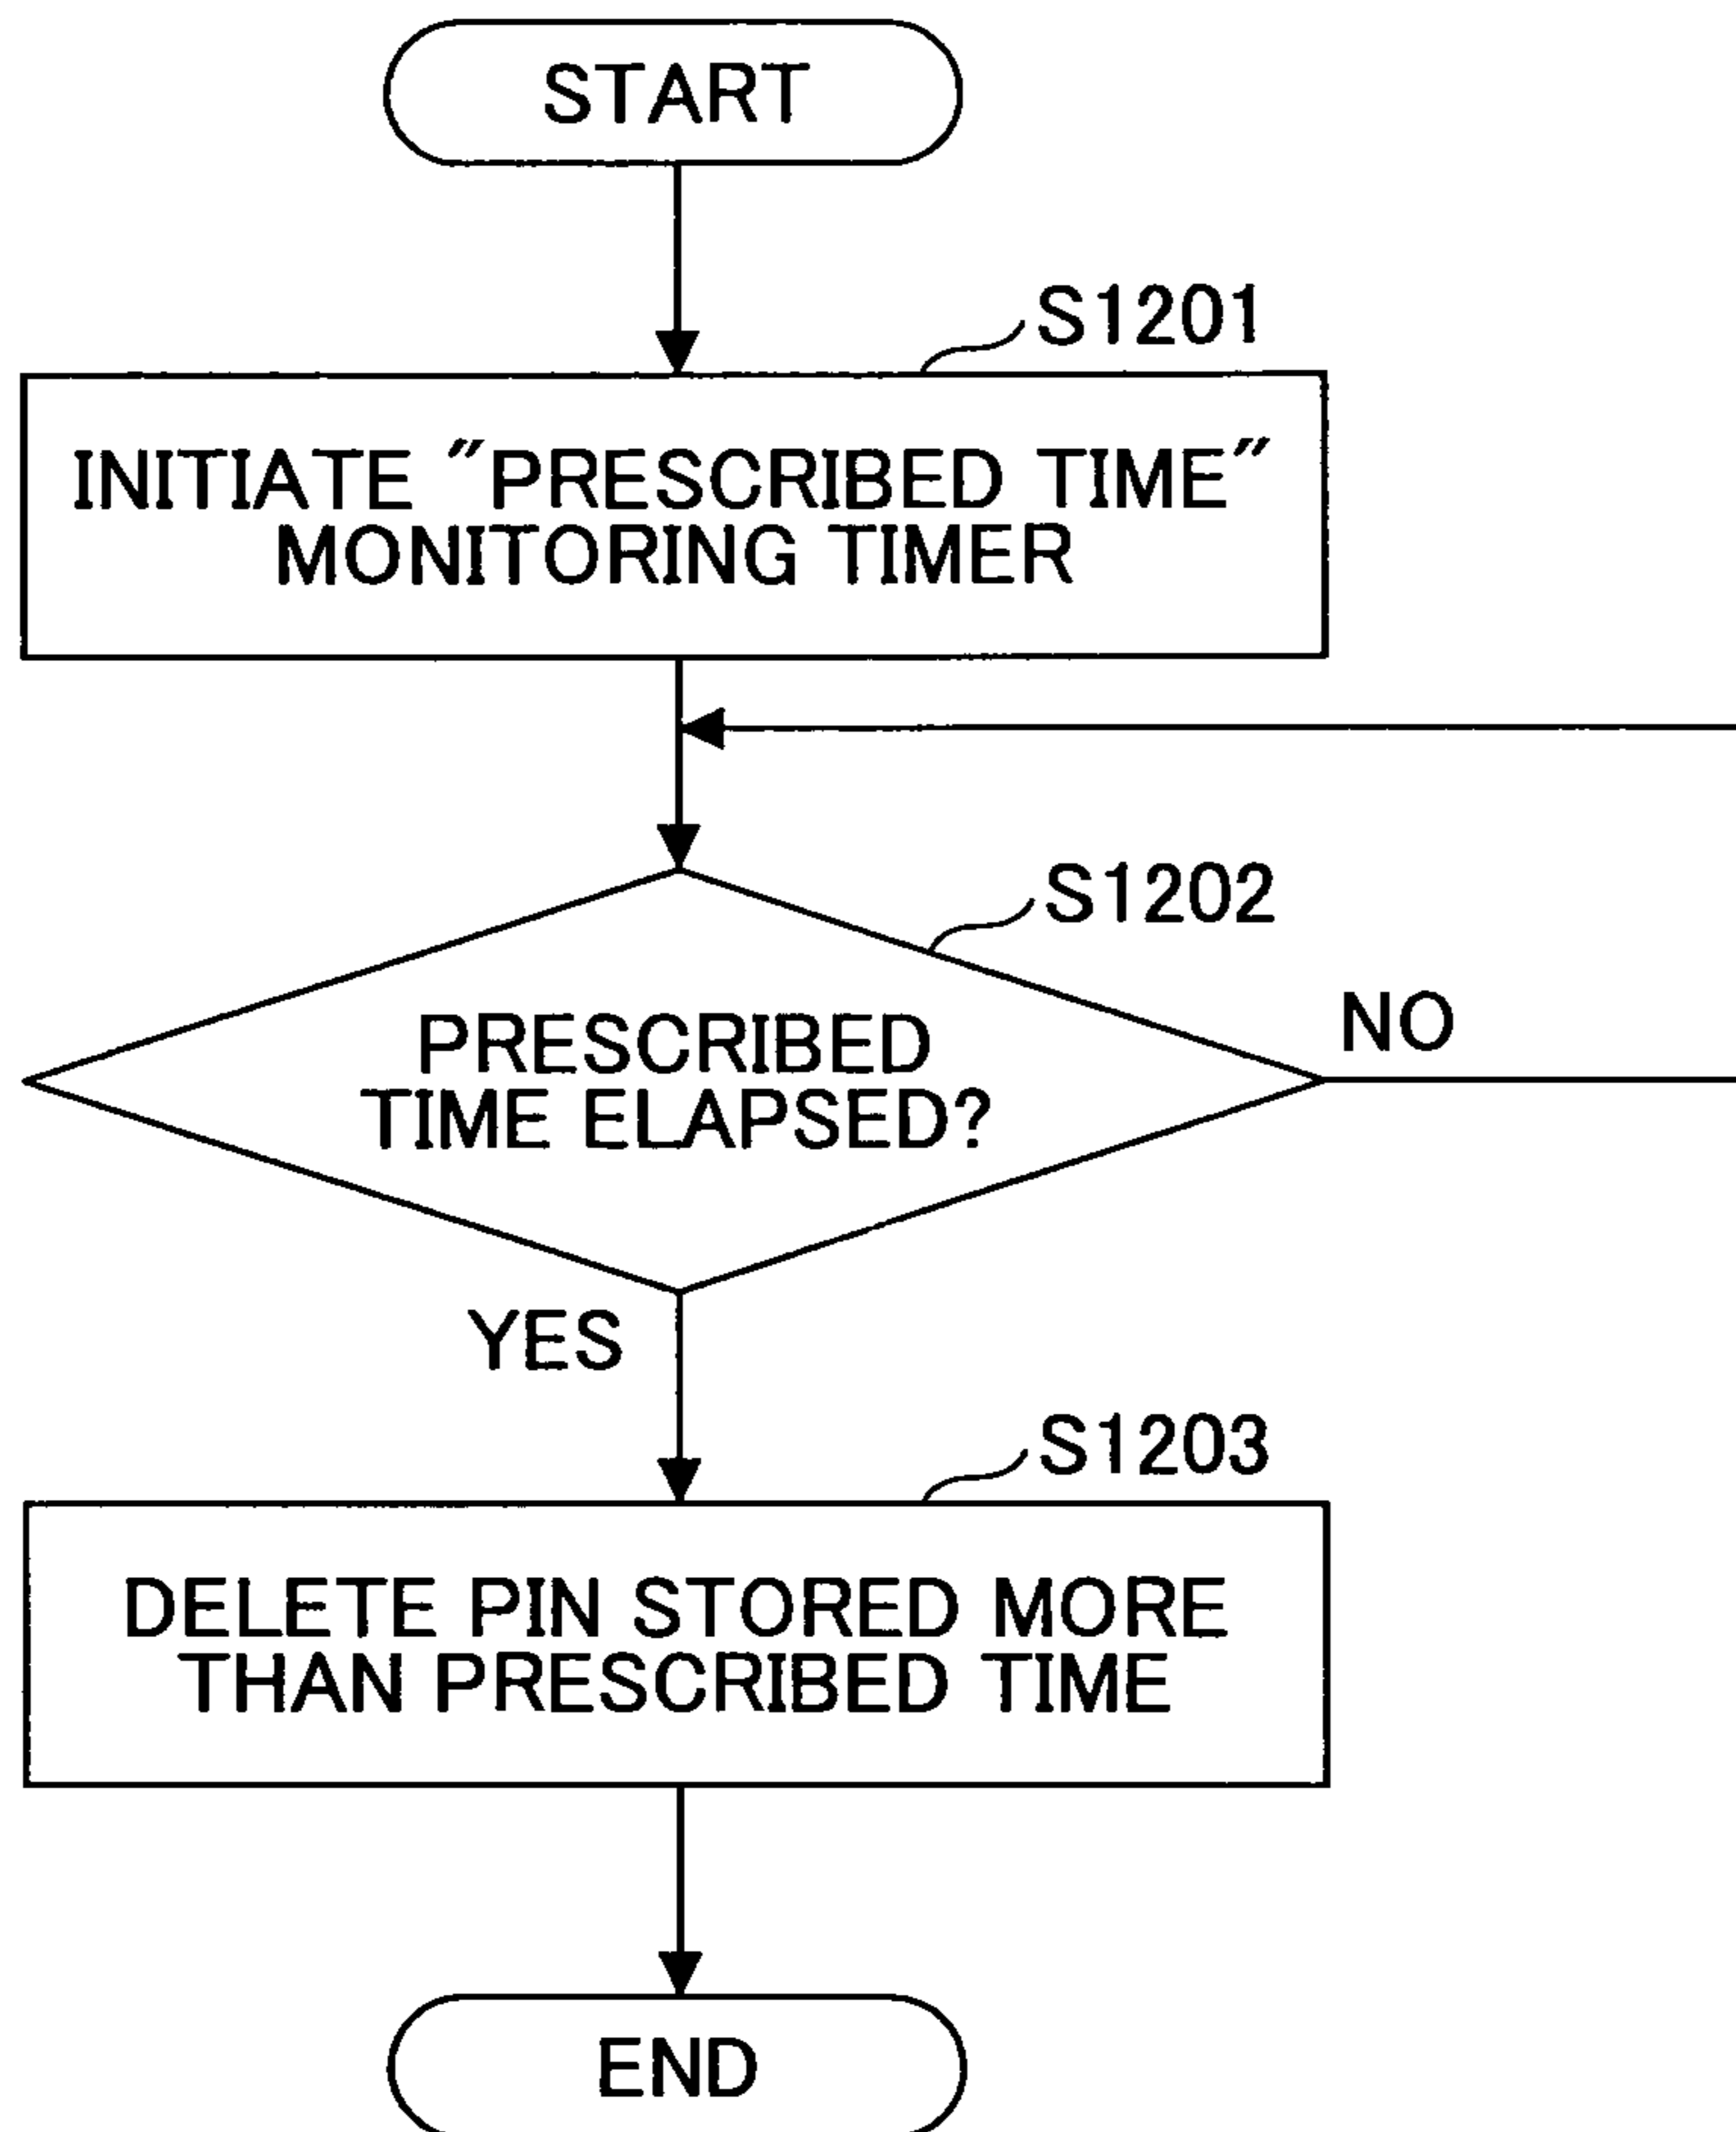 START
S1201
INITIATE "PRESCRIBED TIME"
MONITORING TIMER
S1202
PRESCRIBED
TIME ELAPSED?
NO
YES
S1203
DELETE PIN STORED MORE
THAN PRESCRIBED TIME
END